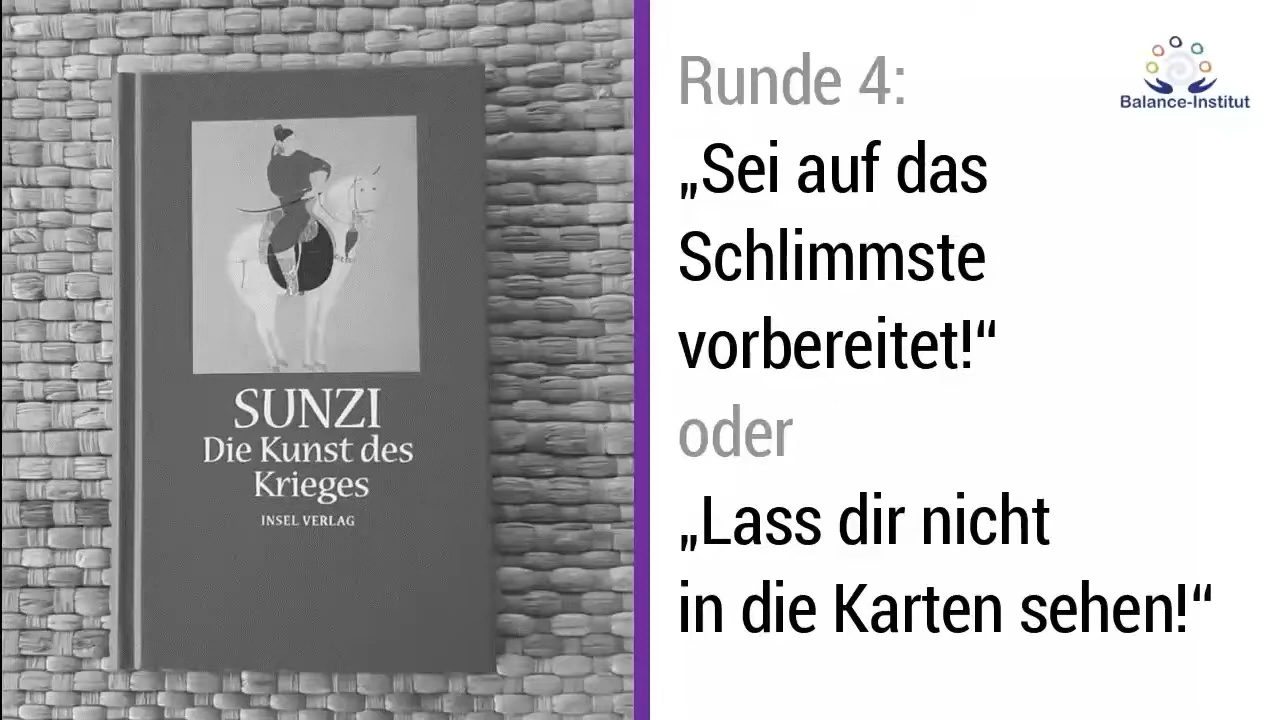 SUNZI
Die Kunst des
Krieges
INSEL VERLAG
Runde 4:
„Sei auf das
Schlimmste
vorbereitet!“
oder
„Lass dir nicht
in die Karten sehen!“
Balance-Institut